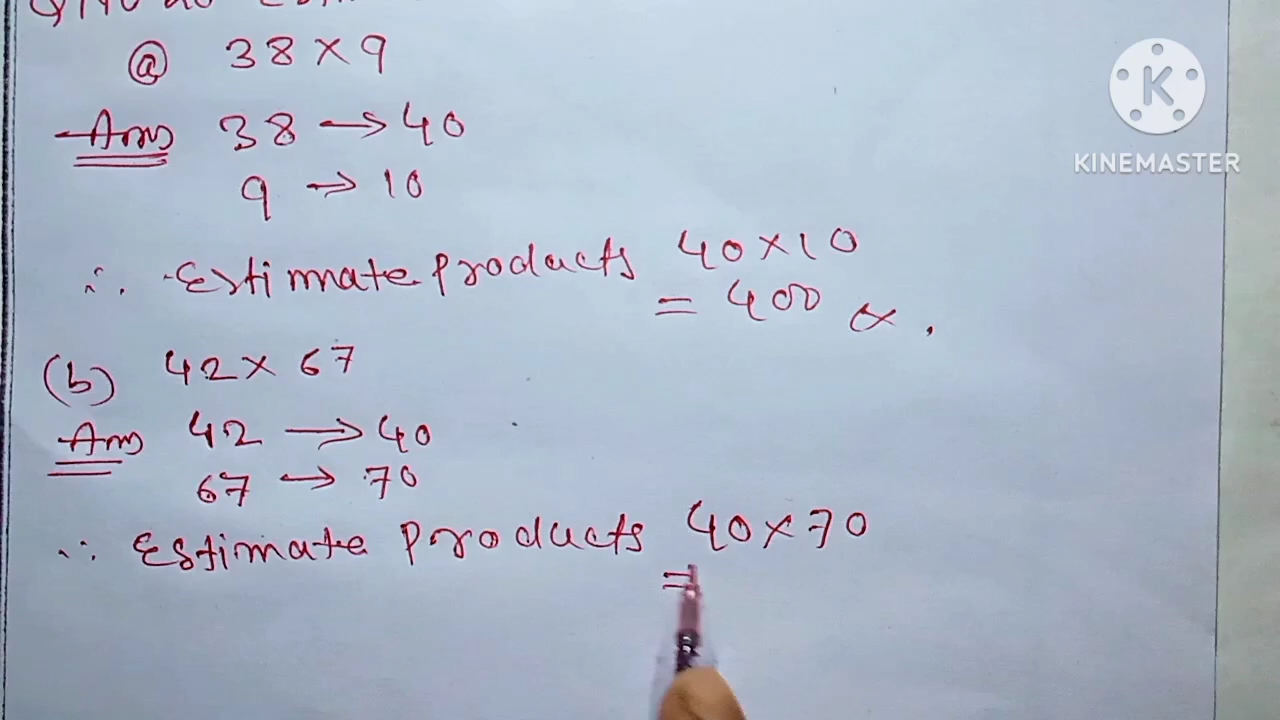 ⓐ 38 × 9
Ans 38 → 40
9 → 10
∴ Estimate Products 40 × 10
= 400
(b) 42 × 67
Ans 42 → 40
67 → 70
∴ Estimate Products 40 × 70
=
K
KINEMASTER